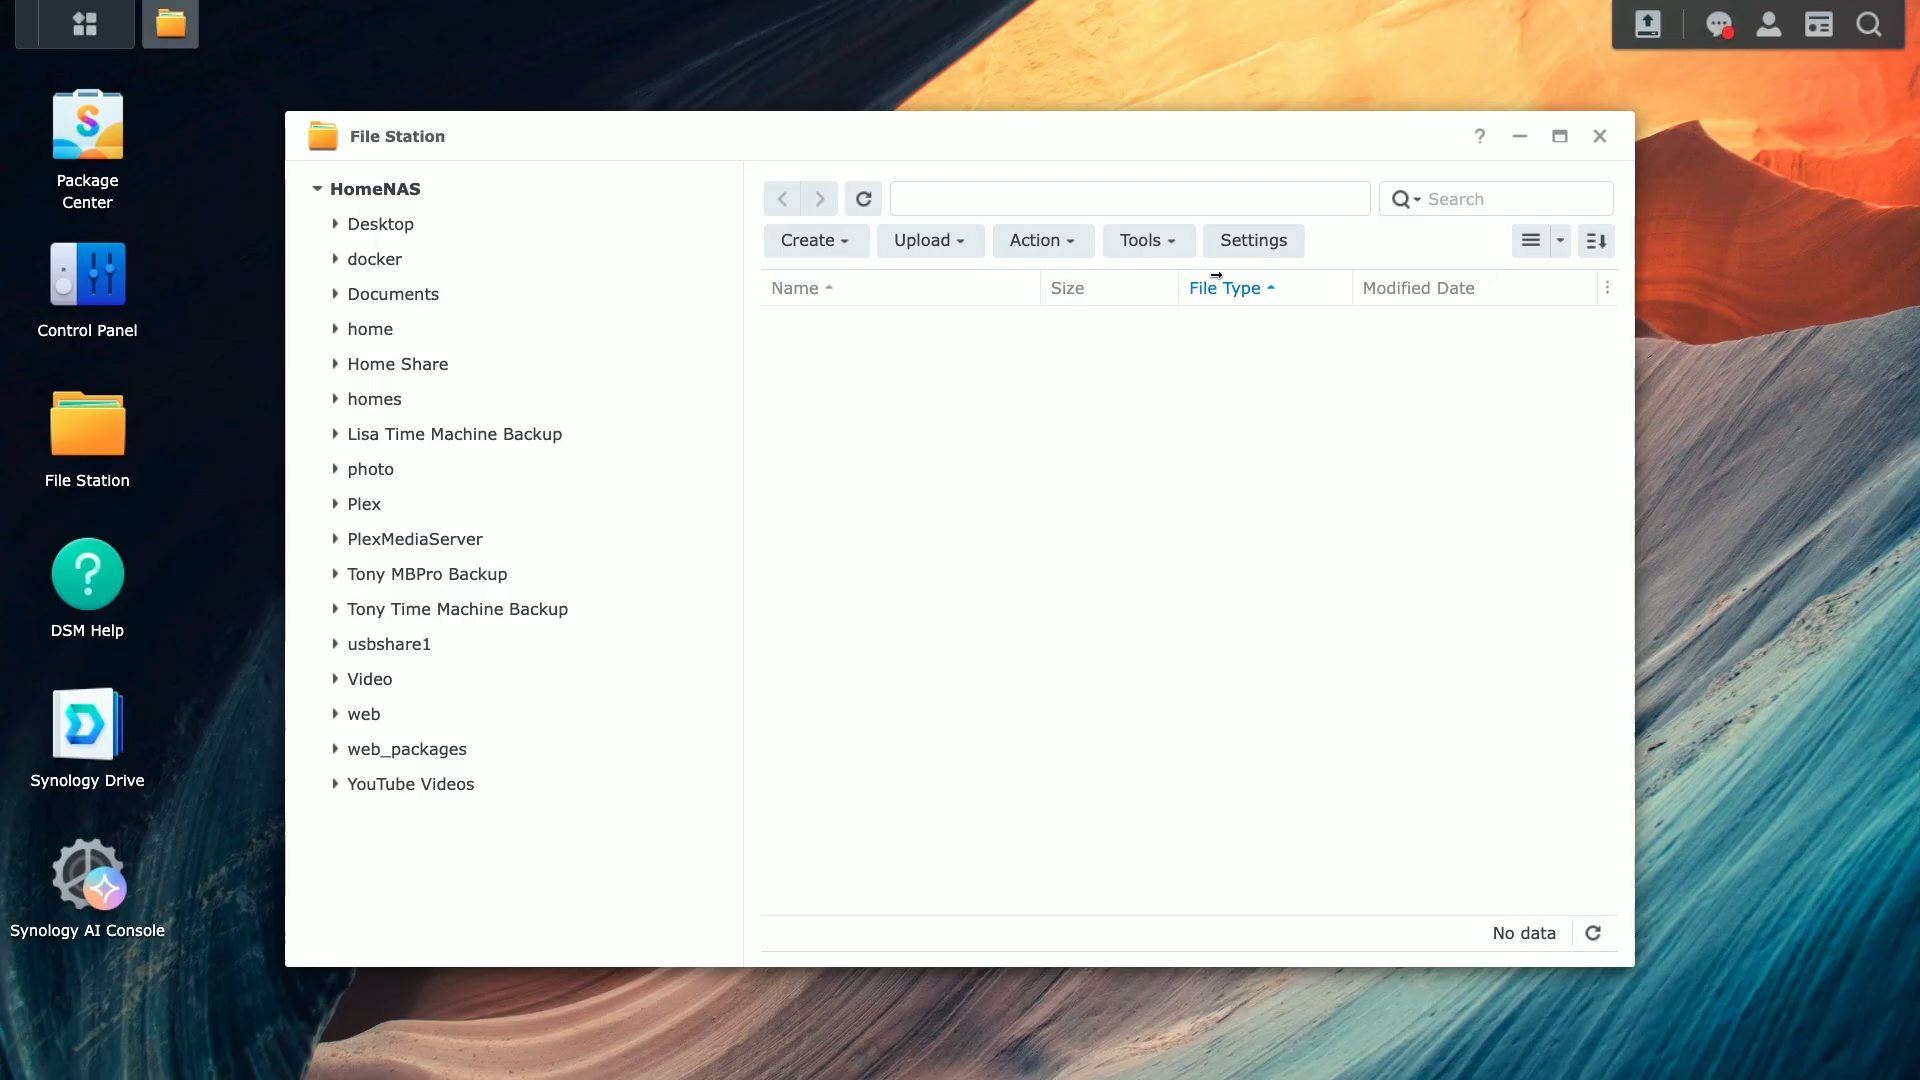 Package
Center
Control Panel
File Station
DSM Help
Synology Drive
Synology AI Console
File Station
HomeNAS
Desktop
docker
Documents
home
Home Share
homes
Lisa Time Machine Backup
photo
Plex
PlexMediaServer
Tony MBPro Backup
Tony Time Machine Backup
usbshare1
Video
web
web_packages
YouTube Videos
Search
Create Upload Action Tools Settings
Name Size File Type Modified Date
No data